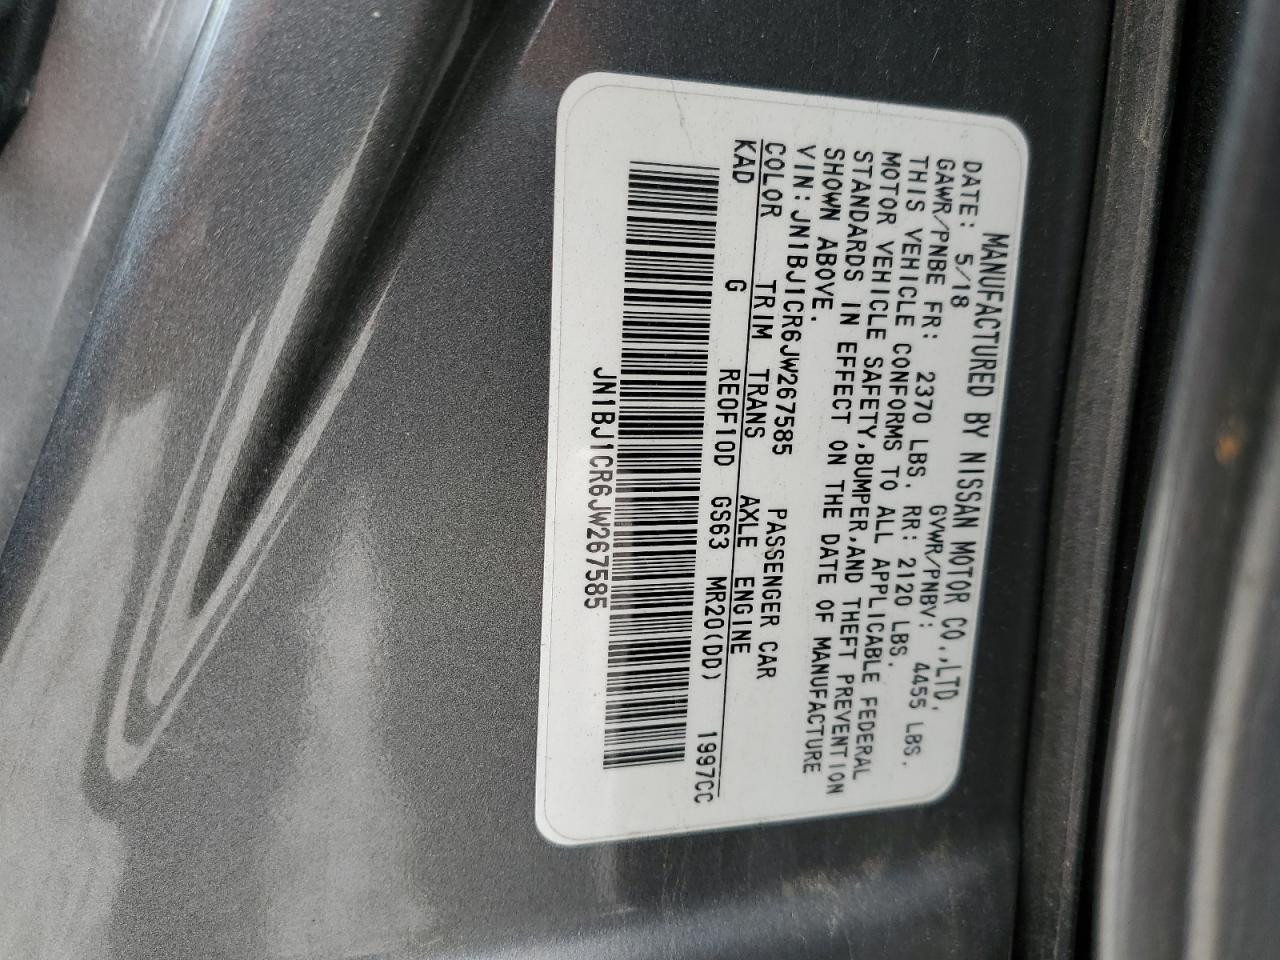 MANUFACTURED BY NISSAN MOTOR CO.,LTD.
DATE: 5/18 GVWR/PNBV: 4455 LBS.
GAWR/PNBE FR: 2370 LBS. RR: 2120 LBS.
THIS VEHICLE CONFORMS TO ALL APPLICABLE FEDERAL
MOTOR VEHICLE SAFETY,BUMPER,AND THEFT PREVENTION
STANDARDS IN EFFECT ON THE DATE OF MANUFACTURE
SHOWN ABOVE.
VIN:JN1BJ1CR6JW267585 PASSENGER CAR
COLOR TRIM TRANS AXLE ENGINE
KAD G RE0F10D GS63 MR20(DD) 1997CC
JN1BJ1CR6JW267585